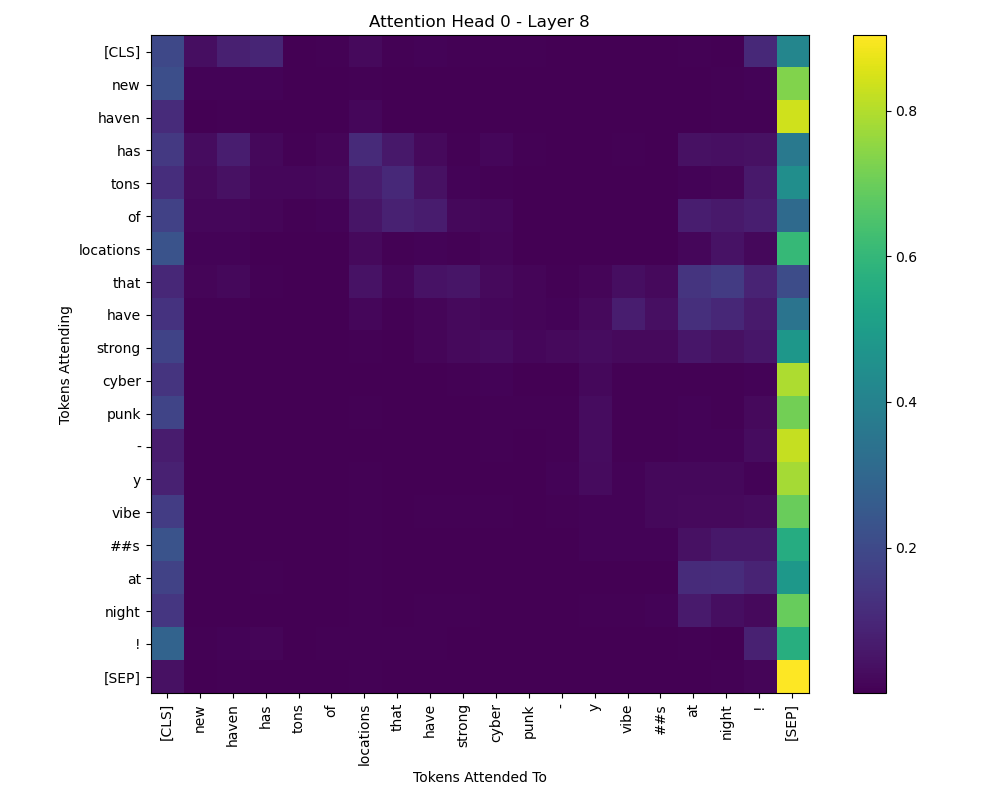 Attention Head 0 - Layer 8
Tokens Attending
[CLS]
new
haven
has
tons
of
locations
that
have
strong
cyber
punk
-
y
vibe
##s
at
night
!
[SEP]
[CLS]
new
haven
has
tons
of
locations
that
have
strong
cyber
punk
-
y
vibe
##s
at
night
!
[SEP]
Tokens Attended To
0.8
0.6
0.4
0.2